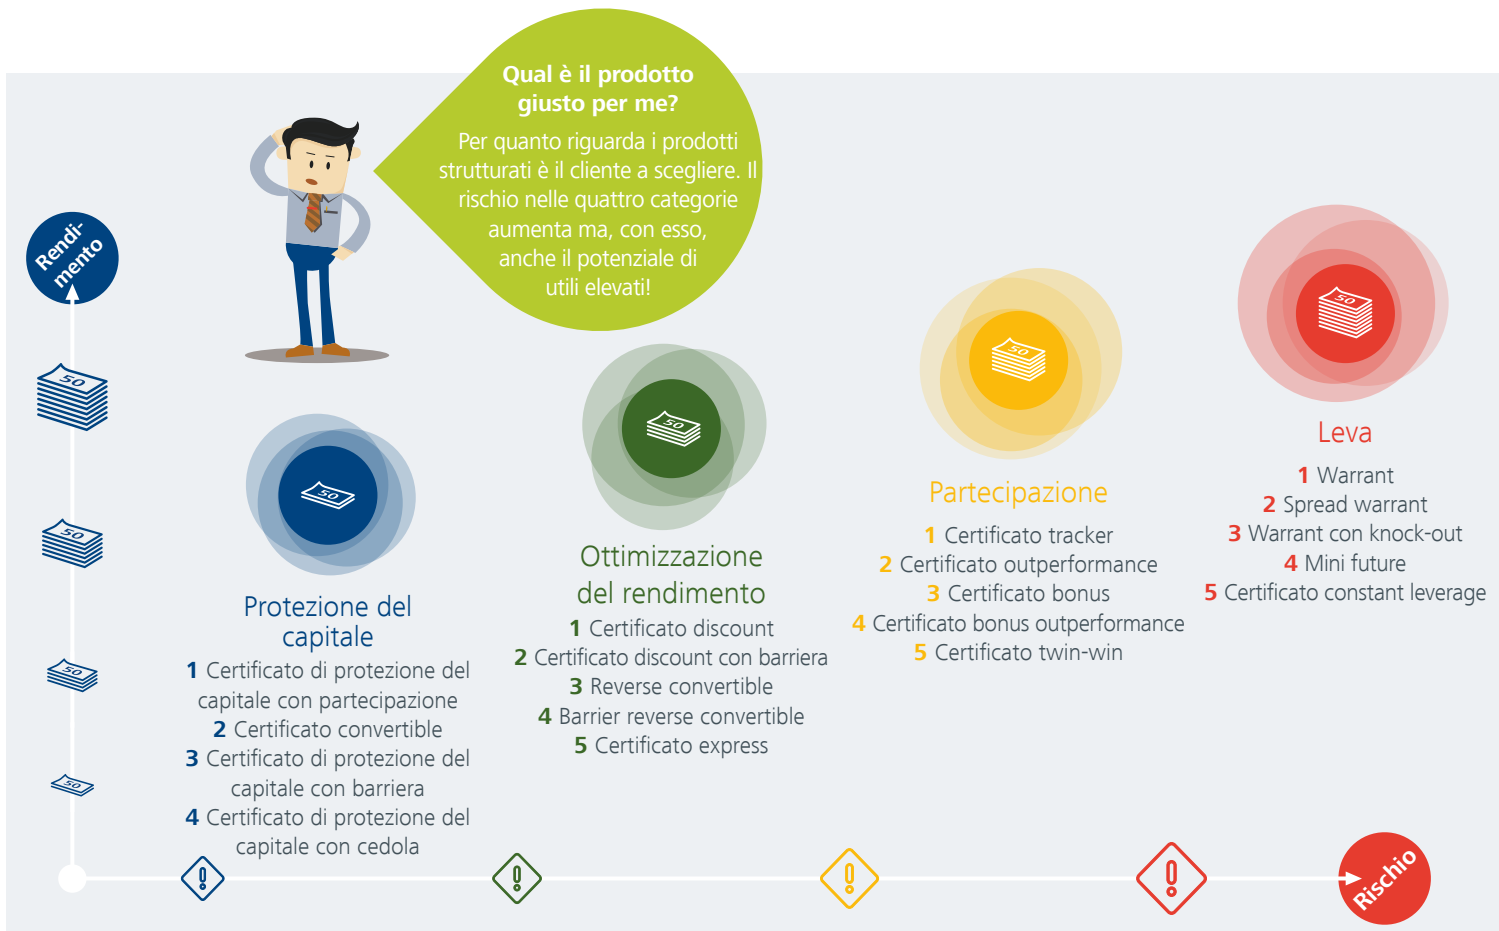 Qual è il prodotto
giusto per me?
Per quanto riguarda i prodotti
strutturati è il cliente a scegliere. Il
rischio nelle quattro categorie
aumenta ma, con esso,
anche il potenziale di
utili elevati!
Rendi-
mento
50
50
50
50
50
Protezione del
capitale
1 Certificato di protezione del
capitale con partecipazione
2 Certificato convertible
3 Certificato di protezione del
capitale con barriera
4 Certificato di protezione del
capitale con cedola
50
Ottimizzazione
del rendimento
1 Certificato discount
2 Certificato discount con barriera
3 Reverse convertible
4 Barrier reverse convertible
5 Certificato express
50
Partecipazione
1 Certificato tracker
2 Certificato outperformance
3 Certificato bonus
4 Certificato bonus outperformance
5 Certificato twin-win
50
Leva
1 Warrant
2 Spread warrant
3 Warrant con knock-out
4 Mini future
5 Certificato constant leverage
Rischio